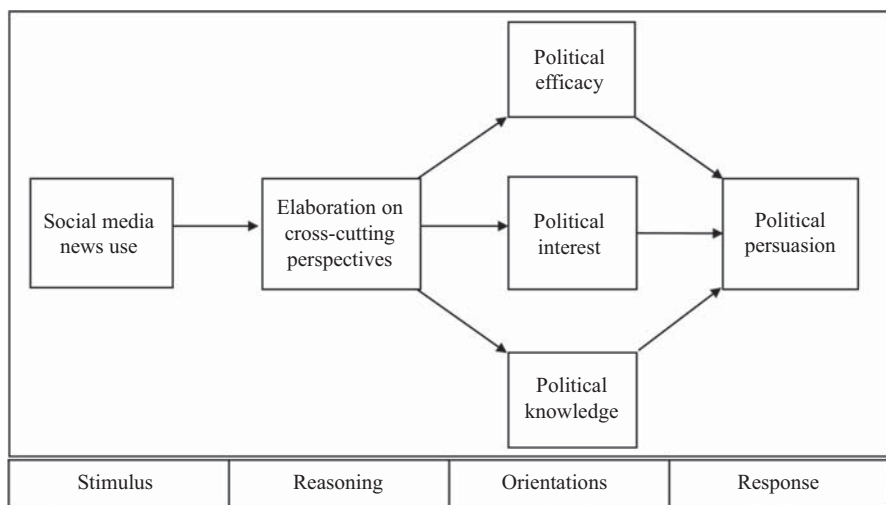 Political
efficacy
Social media
news use
Elaboration on
cross-cutting
perspectives
Political
interest
Political
persuasion
Political
knowledge
Stimulus
Reasoning
Orientations
Response